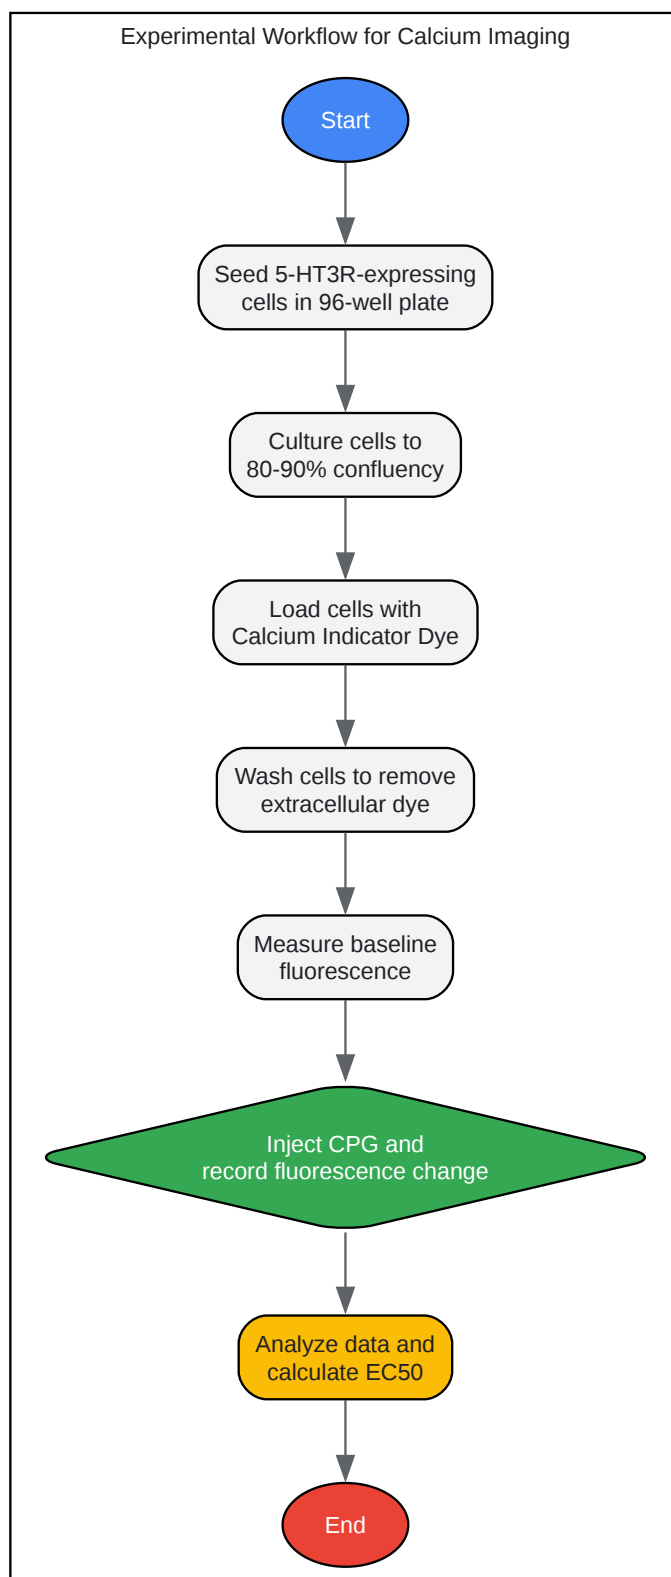 Experimental Workflow for Calcium Imaging
Start
Seed 5-HT3R-expressing
cells in 96-well plate
Culture cells to
80-90% confluency
Load cells with
Calcium Indicator Dye
Wash cells to remove
extracellular dye
Measure baseline
fluorescence
Inject CPG and
record fluorescence change
Analyze data and
calculate EC50
End